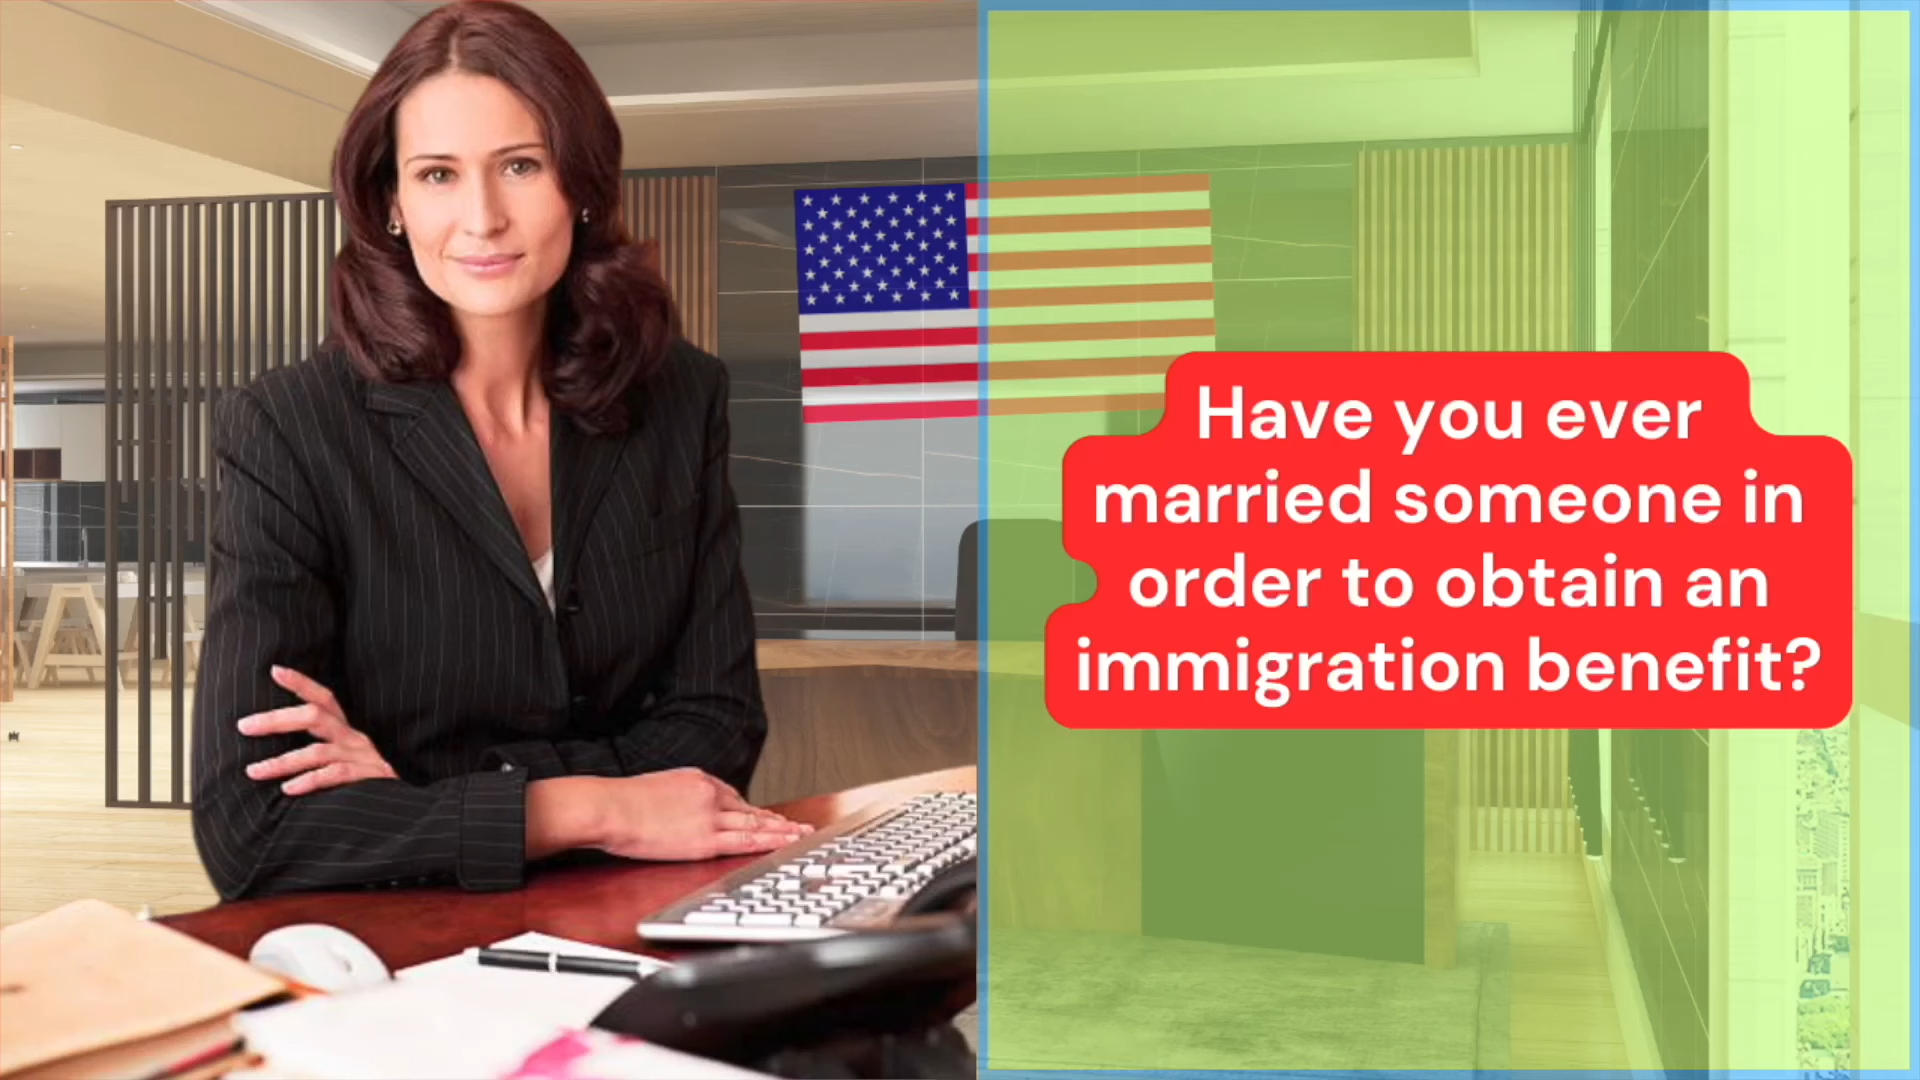 Have you ever
married someone in
order to obtain an
immigration benefit?